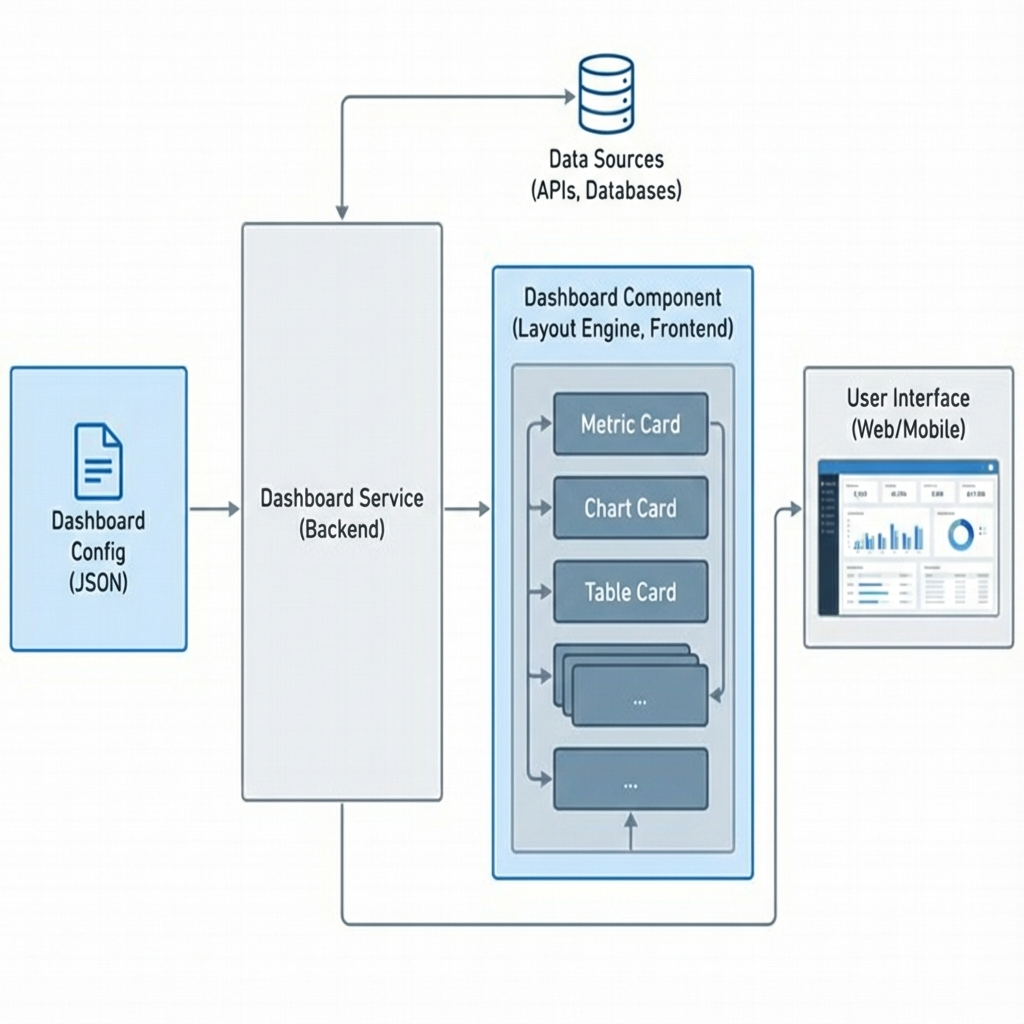 Data Sources
(APIs, Databases)
Dashboard Component
(Layout Engine, Frontend)
Metric Card
Chart Card
Table Card
...
...
Dashboard
Config
(JSON)
Dashboard Service
(Backend)
User Interface
(Web/Mobile)